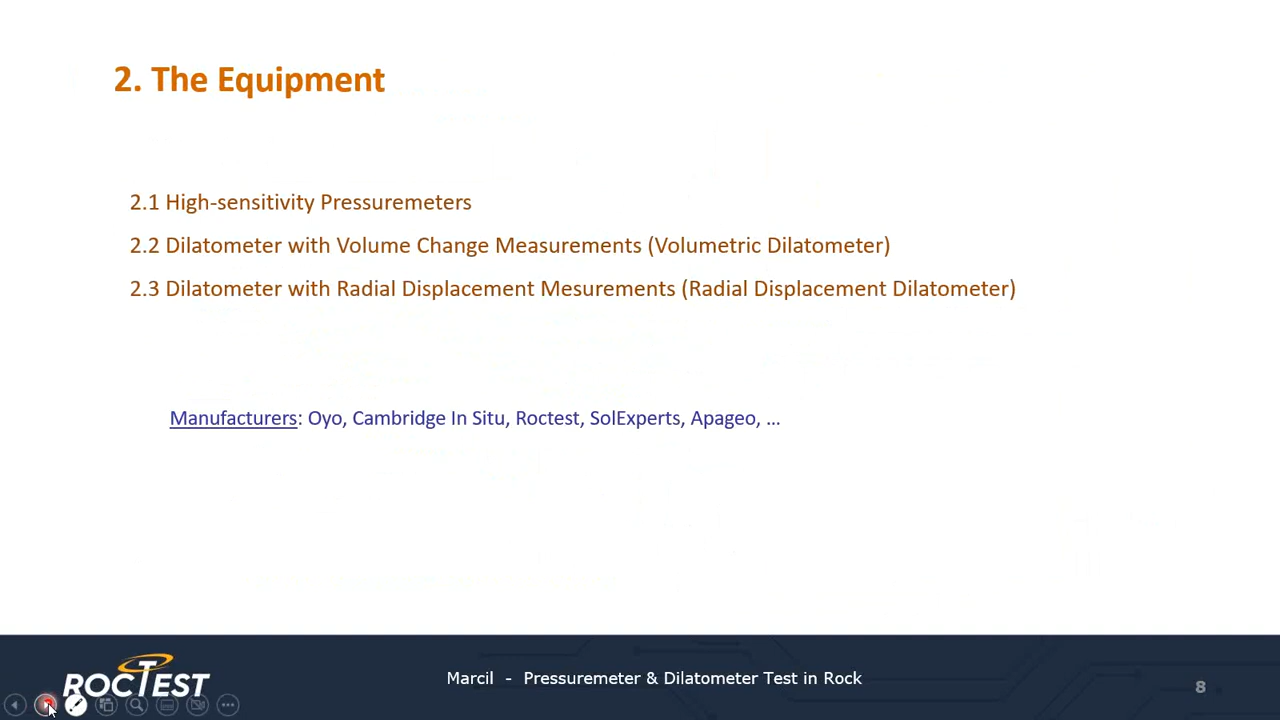 2. The Equipment
2.1 High-sensitivity Pressuremeters
2.2 Dilatometer with Volume Change Measurements (Volumetric Dilatometer)
2.3 Dilatometer with Radial Displacement Mesurements (Radial Displacement Dilatometer)
Manufacturers: Oyo, Cambridge In Situ, Roctest, SolExperts, Apageo, ...
ROCTEST
Marcil - Pressuremeter & Dilatometer Test in Rock
8